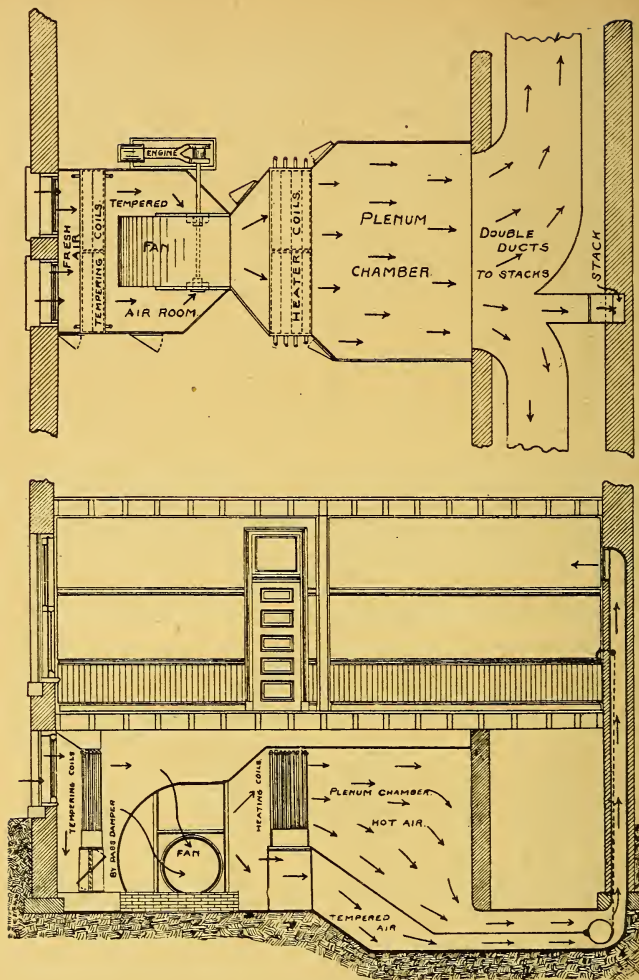 ENGINE
TEMPERED
FRESH AIR
TEMPERING COILS
FAN
AIR ROOM
HEATER COILS
PLENUM
CHAMBER
DOUBLE
DUCTS
TO STACKS
STACK
TEMPERING COILS
BY PASS DAMPER
FAN
HEATING COILS
PLENUM CHAMBER
HOT AIR
TEMPERED
AIR